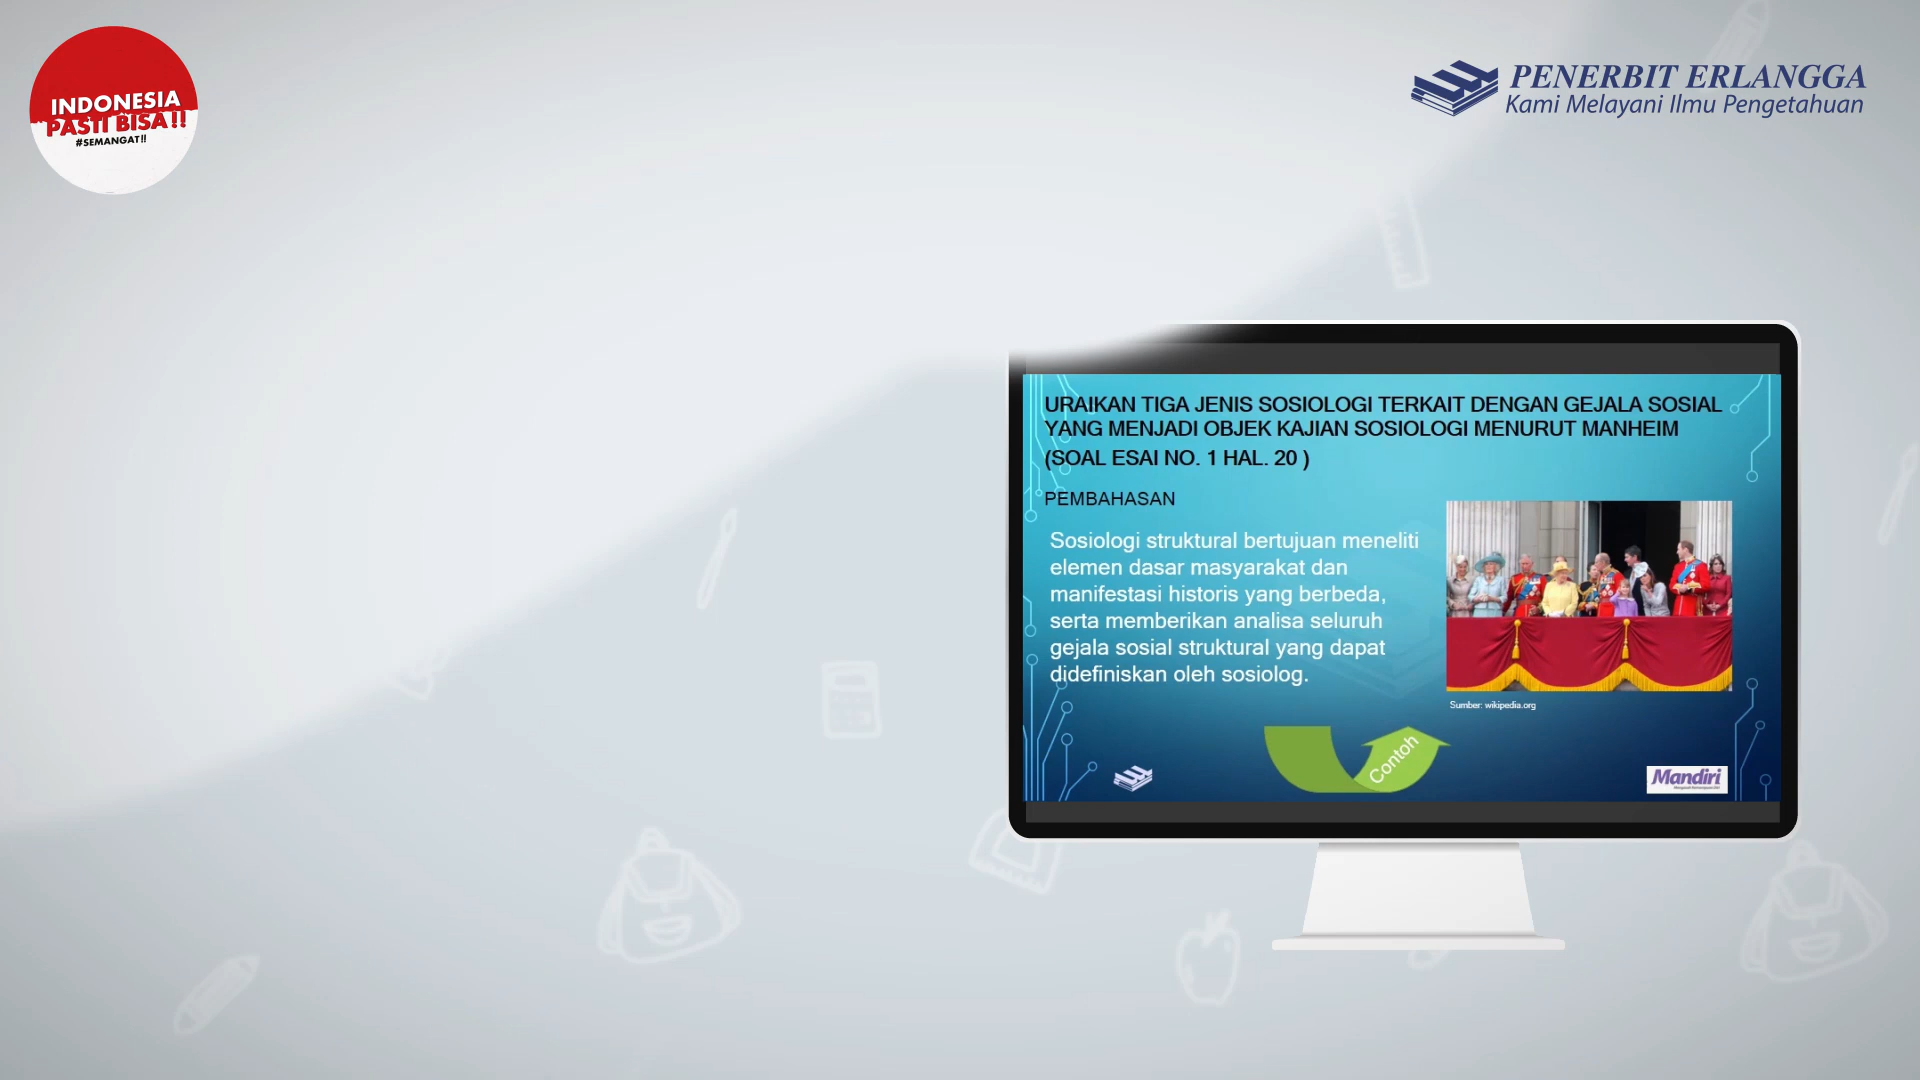 INDONESIA
PASTI BISA!!
#SEMANGAT!!
PENERBIT ERLANGGA
Kami Melayani Ilmu Pengetahuan
URAIKAN TIGA JENIS SOSIOLOGI TERKAIT DENGAN GEJALA SOSIAL
YANG MENJADI OBJEK KAJIAN SOSIOLOGI MENURUT MANHEIM
(SOAL ESAI NO. 1 HAL. 20 )
PEMBAHASAN
Sosiologi struktural bertujuan meneliti
elemen dasar masyarakat dan
manifestasi historis yang berbeda,
serta memberikan analisa seluruh
gejala sosial struktural yang dapat
didefiniskan oleh sosiolog.
Sumber: wikipedia.org
Contoh
Mandiri